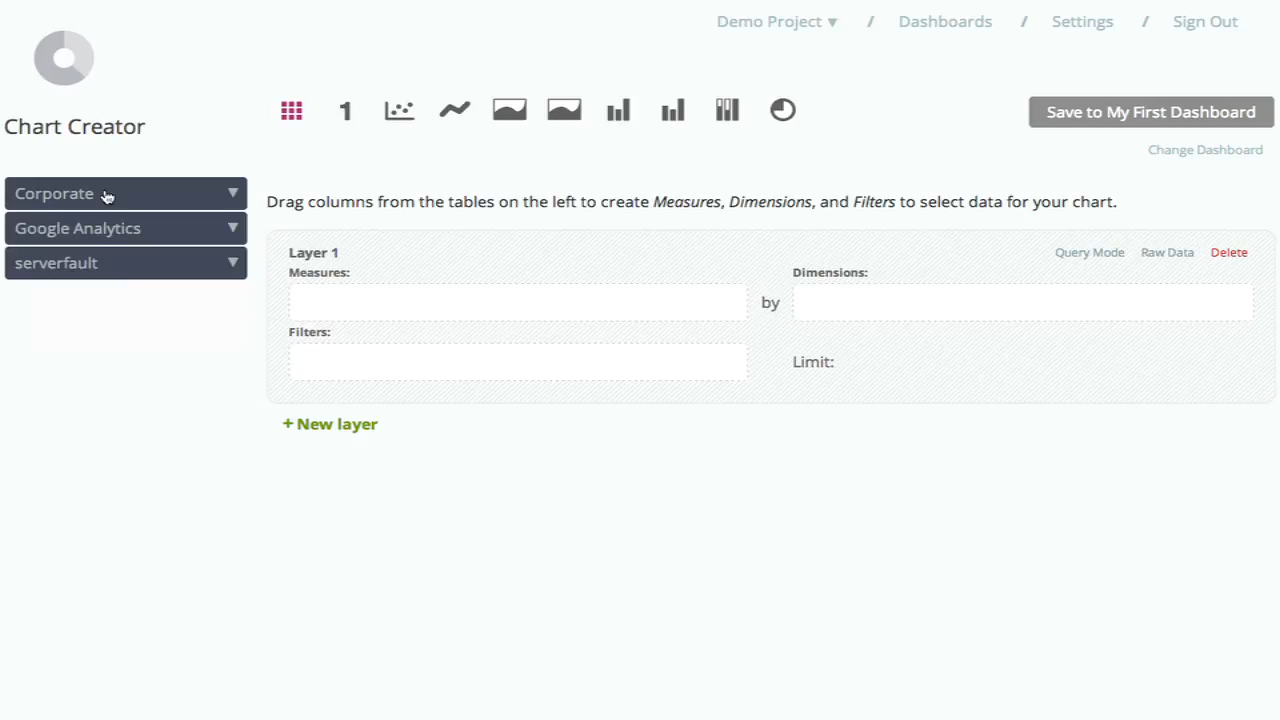 Demo Project ▼ / Dashboards / Settings / Sign Out
Chart Creator
1
Save to My First Dashboard
Change Dashboard
Corporate ▼
Google Analytics ▼
serverfault ▼
Drag columns from the tables on the left to create Measures, Dimensions, and Filters to select data for your chart.
Layer 1
Query Mode Raw Data Delete
Measures:
by
Dimensions:
Filters:
Limit:
+ New layer